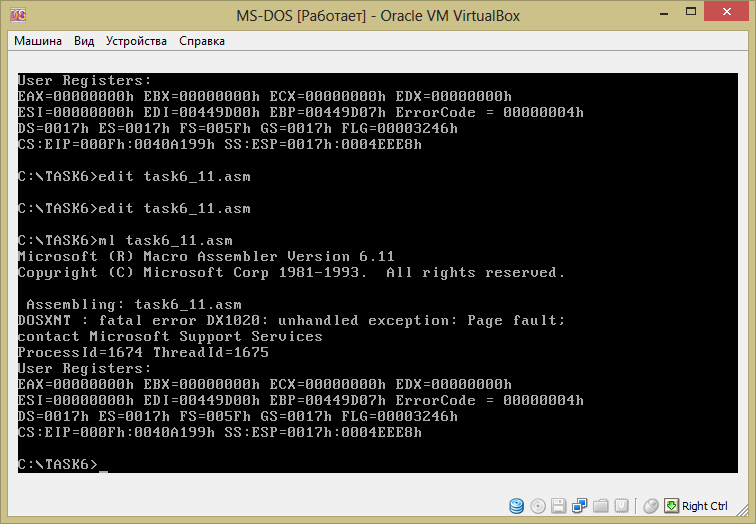 MS-DOS [Работает] - Oracle VM VirtualBox
Машина Вид Устройства Справка
User Registers:
EAX=00000000h EBX=00000000h ECX=00000000h EDX=00000000h
ESI=00000000h EDI=00449D00h EBP=00449D07h ErrorCode = 00000004h
DS=0017h ES=0017h FS=005Fh GS=0017h FLG=00003246h
CS:EIP=000Fh:0040A199h SS:ESP=0017h:0004EEE8h
C:\TASK6>edit task6_11.asm
C:\TASK6>edit task6_11.asm
C:\TASK6>ml task6_11.asm
Microsoft (R) Macro Assembler Version 6.11
Copyright (C) Microsoft Corp 1981-1993.  All rights reserved.
Assembling: task6_11.asm
DOSXNT : fatal error DX1020: unhandled exception: Page fault;
contact Microsoft Support Services
ProcessId=1674 ThreadId=1675
User Registers:
EAX=00000000h EBX=00000000h ECX=00000000h EDX=00000000h
ESI=00000000h EDI=00449D00h EBP=00449D07h ErrorCode = 00000004h
DS=0017h ES=0017h FS=005Fh GS=0017h FLG=00003246h
CS:EIP=000Fh:0040A199h SS:ESP=0017h:0004EEE8h
C:\TASK6>_
Right Ctrl